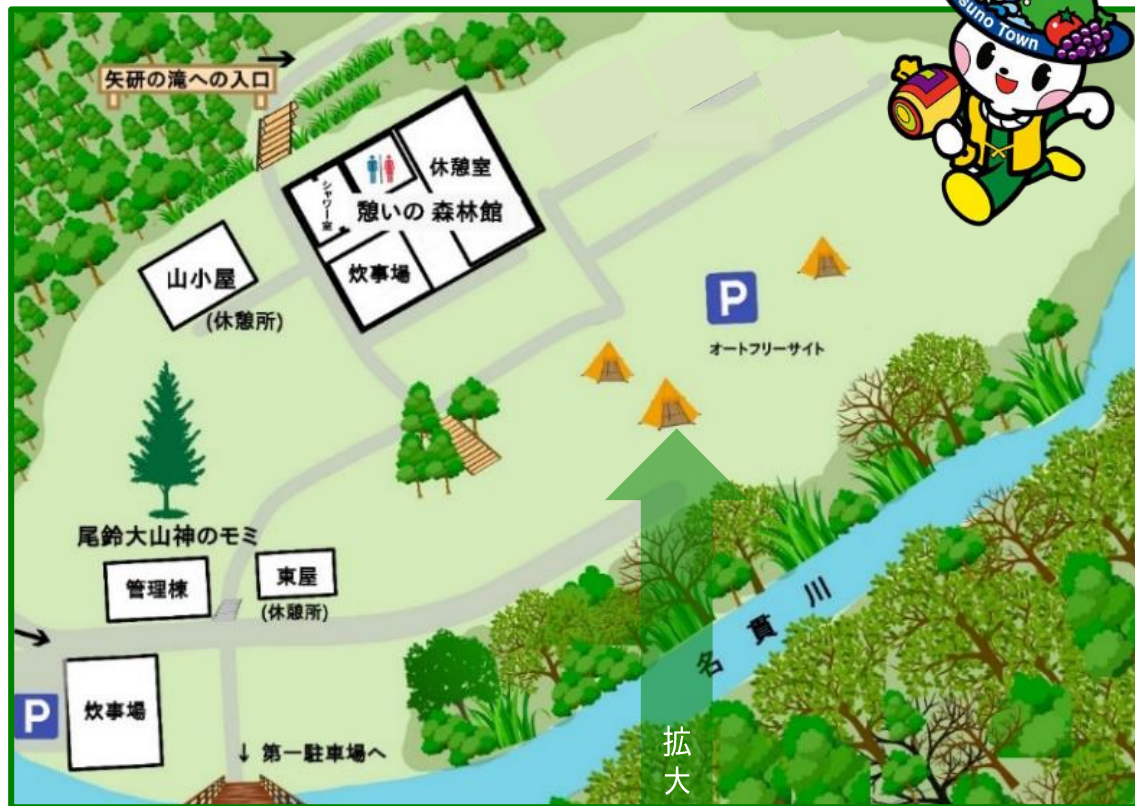 suno Town
矢研の滝への入口
→
休憩室
シャワー室
憩いの 森林館
炊事場
山小屋
(休憩所)
P
オートフリーサイト
尾鈴大山神のモミ
管理棟
東屋
(休憩所)
名貫川
P
炊事場
↓ 第一駐車場へ
拡大